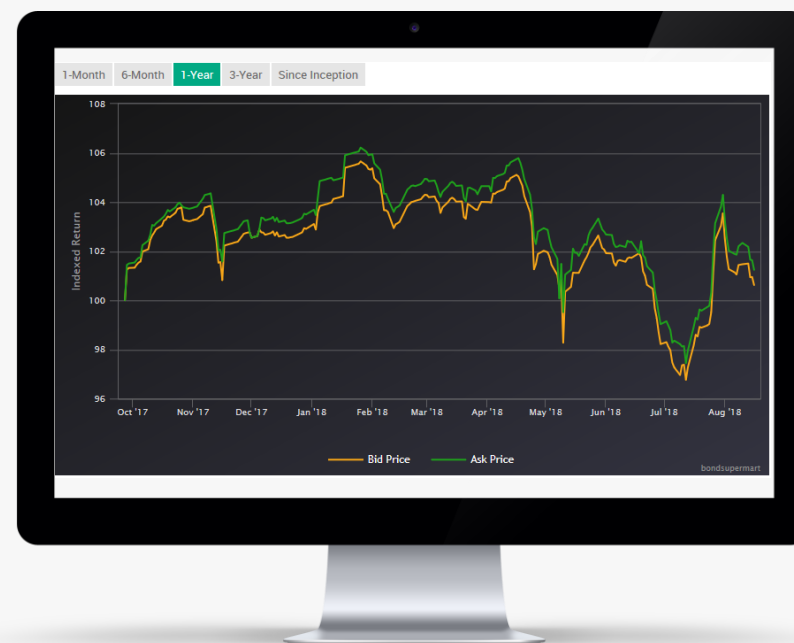 1-Month 6-Month 1-Year 3-Year Since Inception
108
106
104
102
100
98
96
Indexed Return
Oct '17 Nov '17 Dec '17 Jan '18 Feb '18 Mar '18 Apr '18 May '18 Jun '18 Jul '18 Aug '18
Bid Price Ask Price
bondsupermart